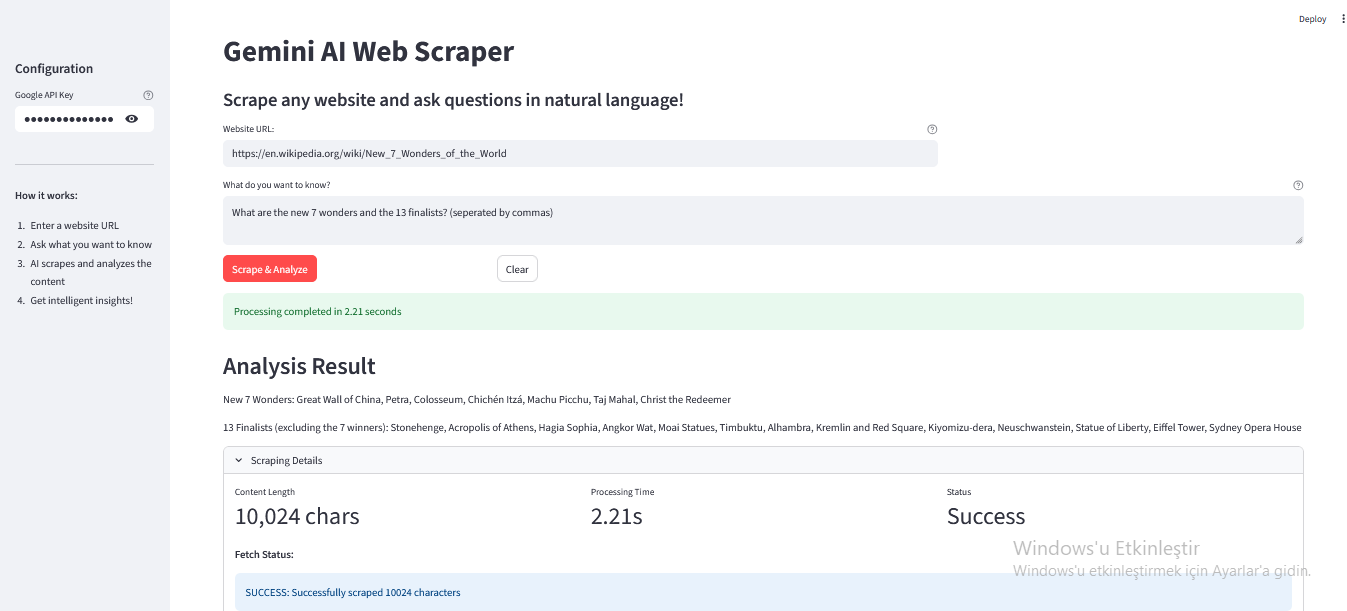 Deploy
Gemini AI Web Scraper
Configuration
Google API Key
Scrape any website and ask questions in natural language!
Website URL:
https://en.wikipedia.org/wiki/New_7_Wonders_of_the_World
What do you want to know?
What are the new 7 wonders and the 13 finalists? (seperated by commas)
How it works:
1. Enter a website URL
2. Ask what you want to know
3. AI scrapes and analyzes the
content
4. Get intelligent insights!
Scrape & Analyze
Clear
Processing completed in 2.21 seconds
Analysis Result
New 7 Wonders: Great Wall of China, Petra, Colosseum, Chichén Itzá, Machu Picchu, Taj Mahal, Christ the Redeemer
13 Finalists (excluding the 7 winners): Stonehenge, Acropolis of Athens, Hagia Sophia, Angkor Wat, Moai Statues, Timbuktu, Alhambra, Kremlin and Red Square, Kiyomizu-dera, Neuschwanstein, Statue of Liberty, Eiffel Tower, Sydney Opera House
Scraping Details
Content Length
Processing Time
Status
10,024 chars
2.21s
Success
Fetch Status:
SUCCESS: Successfully scraped 10024 characters
Windows'u Etkinleştir
Windows'u etkinleştirmek için Ayarlar'a gidin.